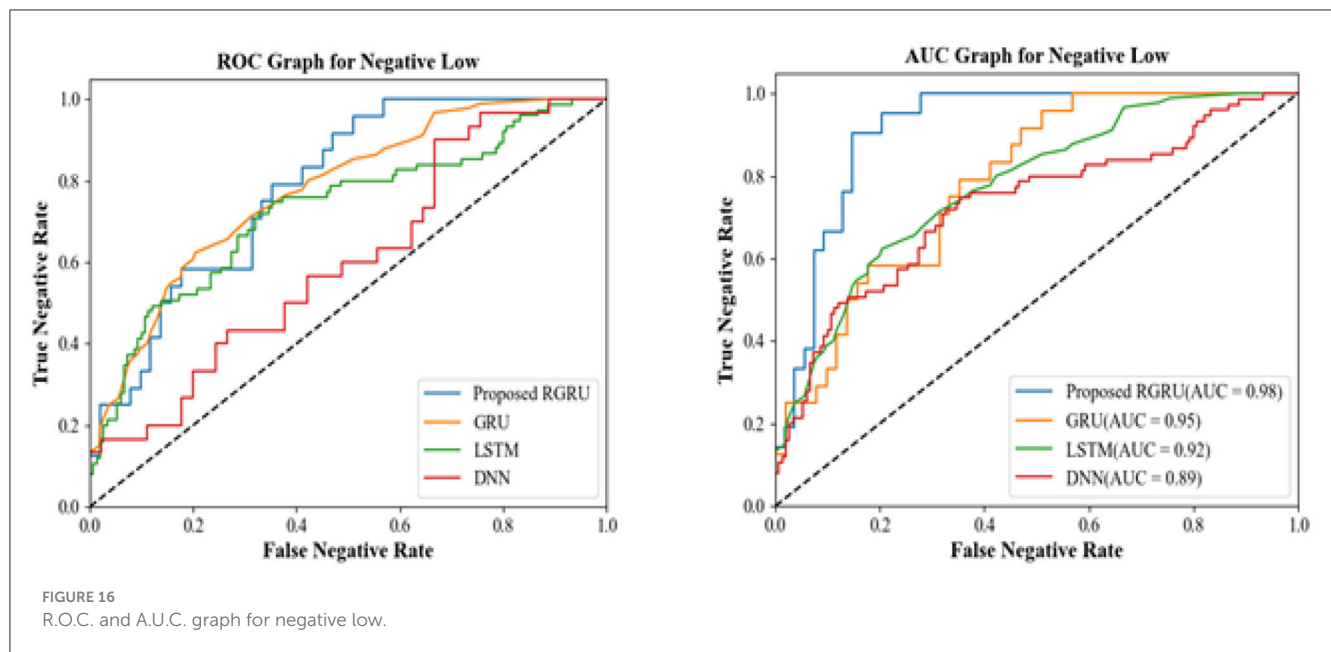 ROC Graph for Negative Low
True Negative Rate
1.0
0.8
0.6
0.4
0.2
0.0
Proposed RGRU
GRU
LSTM
DNN
0.0 0.2 0.4 0.6 0.8 1.0
False Negative Rate
AUC Graph for Negative Low
True Negative Rate
1.0
0.8
0.6
0.4
0.2
0.0
Proposed RGRU(AUC = 0.98)
GRU(AUC = 0.95)
LSTM(AUC = 0.92)
DNN(AUC = 0.89)
0.0 0.2 0.4 0.6 0.8 1.0
False Negative Rate
FIGURE 16
R.O.C. and A.U.C. graph for negative low.